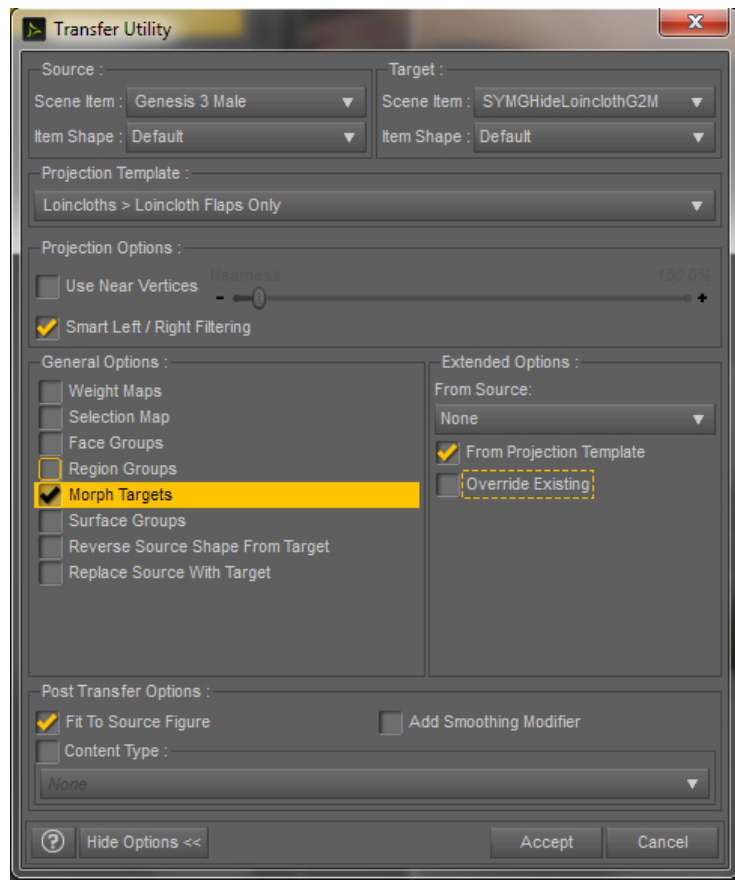 Transfer Utility
Source :
Target :
Scene Item : Genesis 3 Male
Scene Item : SYMGHideLoinclothG2M
Item Shape : Default
Item Shape : Default
Projection Template :
Loincloths > Loincloth Flaps Only
Projection Options :
Use Near Vertices
Nearness
150.0%
- +
Smart Left / Right Filtering
General Options :
Weight Maps
Selection Map
Face Groups
Region Groups
Morph Targets
Surface Groups
Reverse Source Shape From Target
Replace Source With Target
Extended Options :
From Source:
None
From Projection Template
Override Existing
Post Transfer Options :
Fit To Source Figure
Add Smoothing Modifier
Content Type :
None
? Hide Options <<
Accept
Cancel